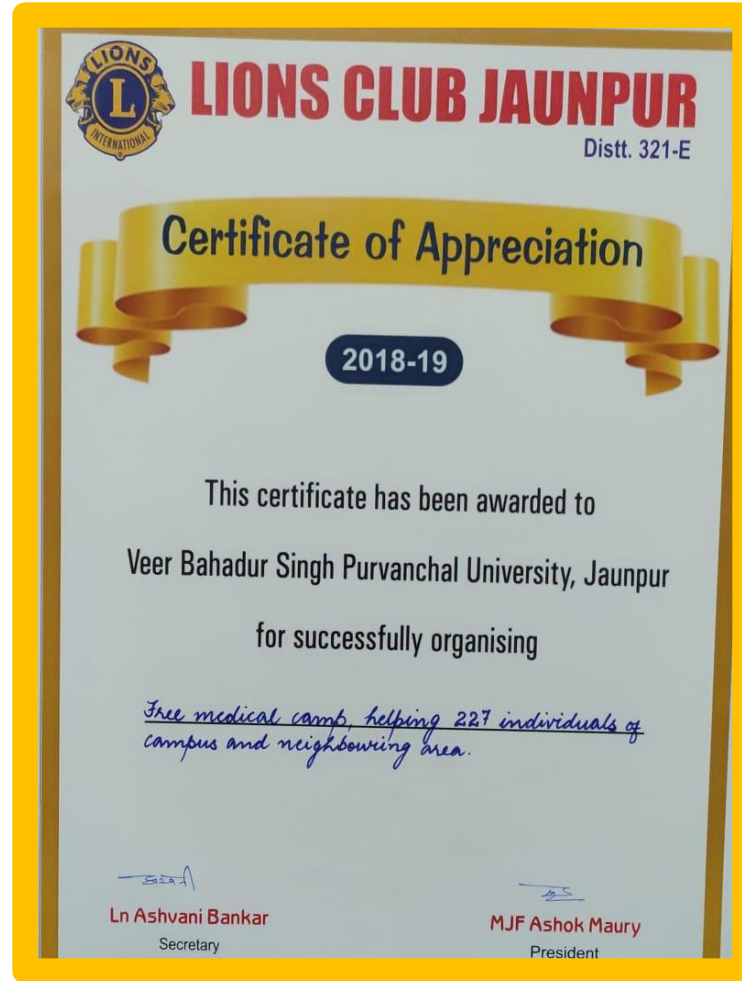 LIONS
L
INTERNATIONAL
LIONS CLUB JAUNPUR
Distt. 321-E
Certificate of Appreciation
2018-19
This certificate has been awarded to
Veer Bahadur Singh Purvanchal University, Jaunpur
for successfully organising
Free medical camp, helping 227 individuals of
campus and neighbouring area.
Ln Ashvani Bankar
MJF Ashok Maury
Secretary
President